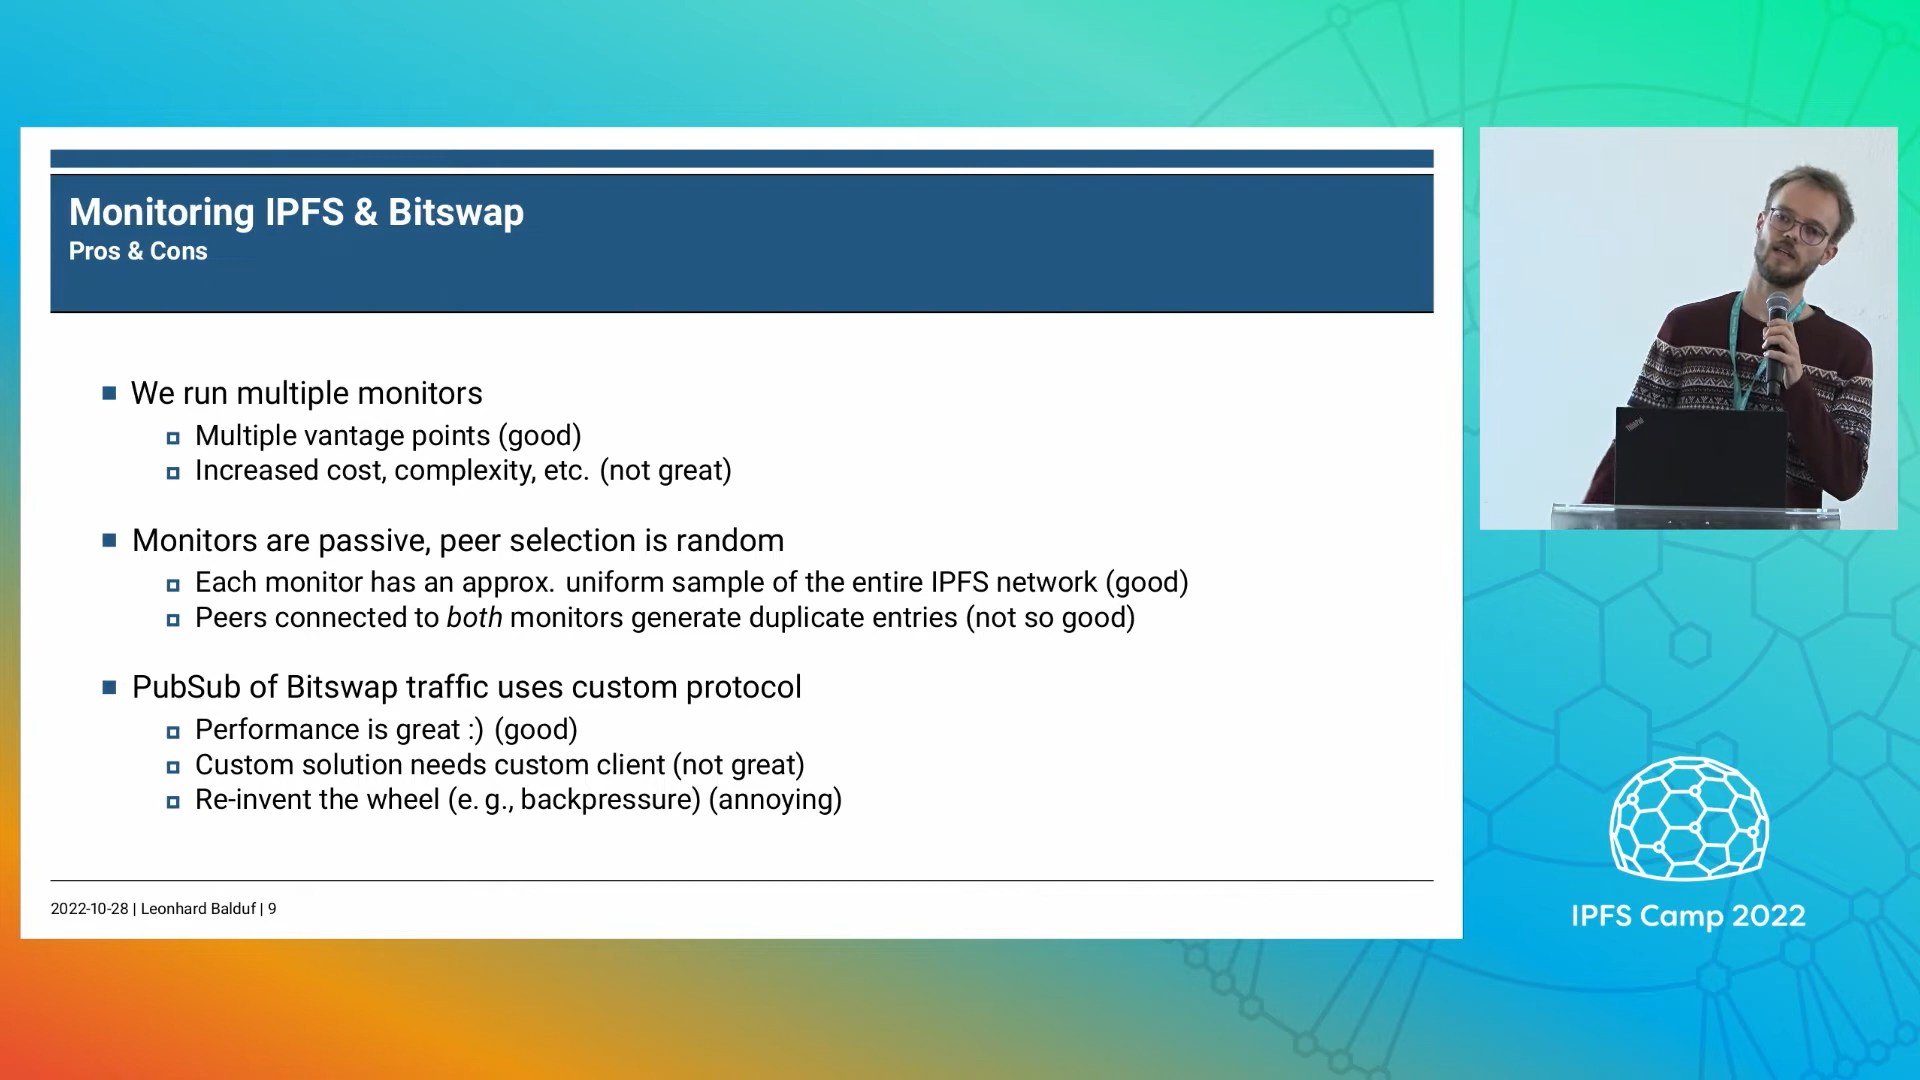 Monitoring IPFS & Bitswap
Pros & Cons
We run multiple monitors
Multiple vantage points (good)
Increased cost, complexity, etc. (not great)
Monitors are passive, peer selection is random
Each monitor has an approx. uniform sample of the entire IPFS network (good)
Peers connected to both monitors generate duplicate entries (not so good)
PubSub of Bitswap traffic uses custom protocol
Performance is great :) (good)
Custom solution needs custom client (not great)
Re-invent the wheel (e. g., backpressure) (annoying)
2022-10-28 | Leonhard Balduf | 9
ThinkPad
IPFS Camp 2022